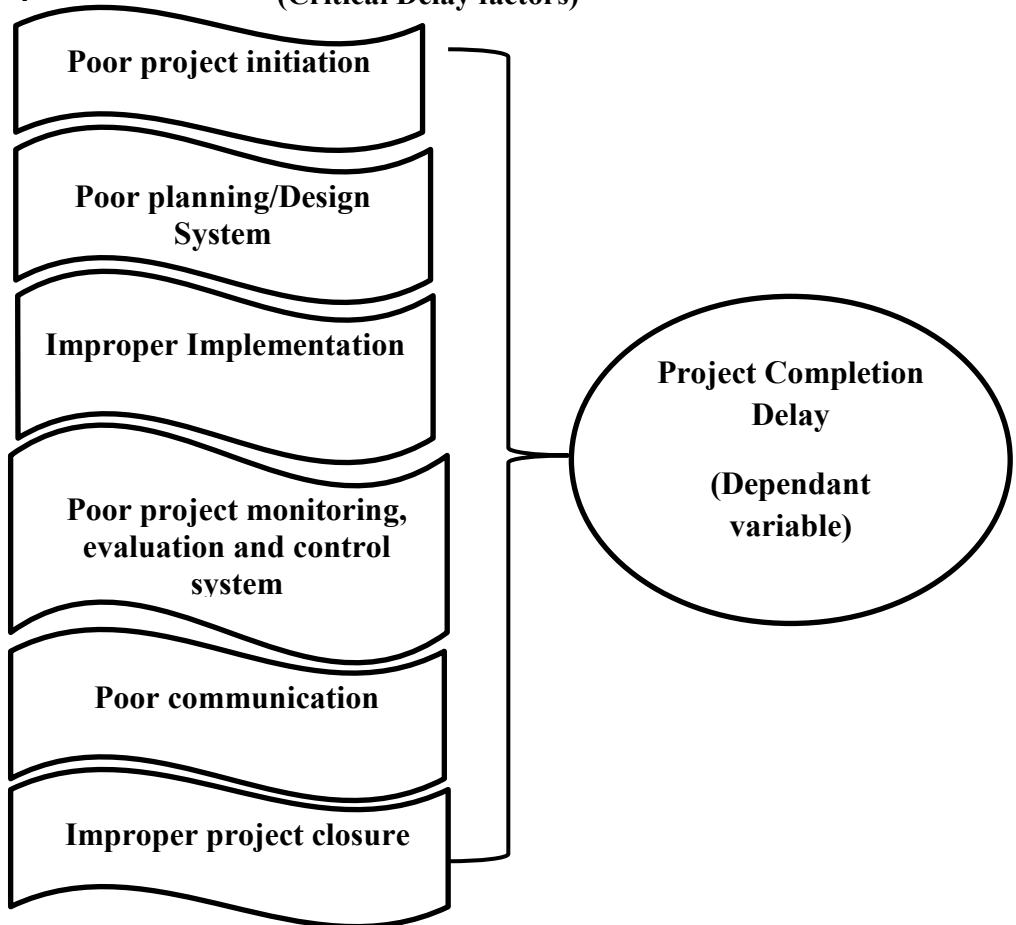 (Critical Delay factors)
Poor project initiation
Poor planning/Design
System
Improper Implementation
Poor project monitoring,
evaluation and control
system
Poor communication
Improper project closure
Project Completion
Delay
(Dependant
variable)